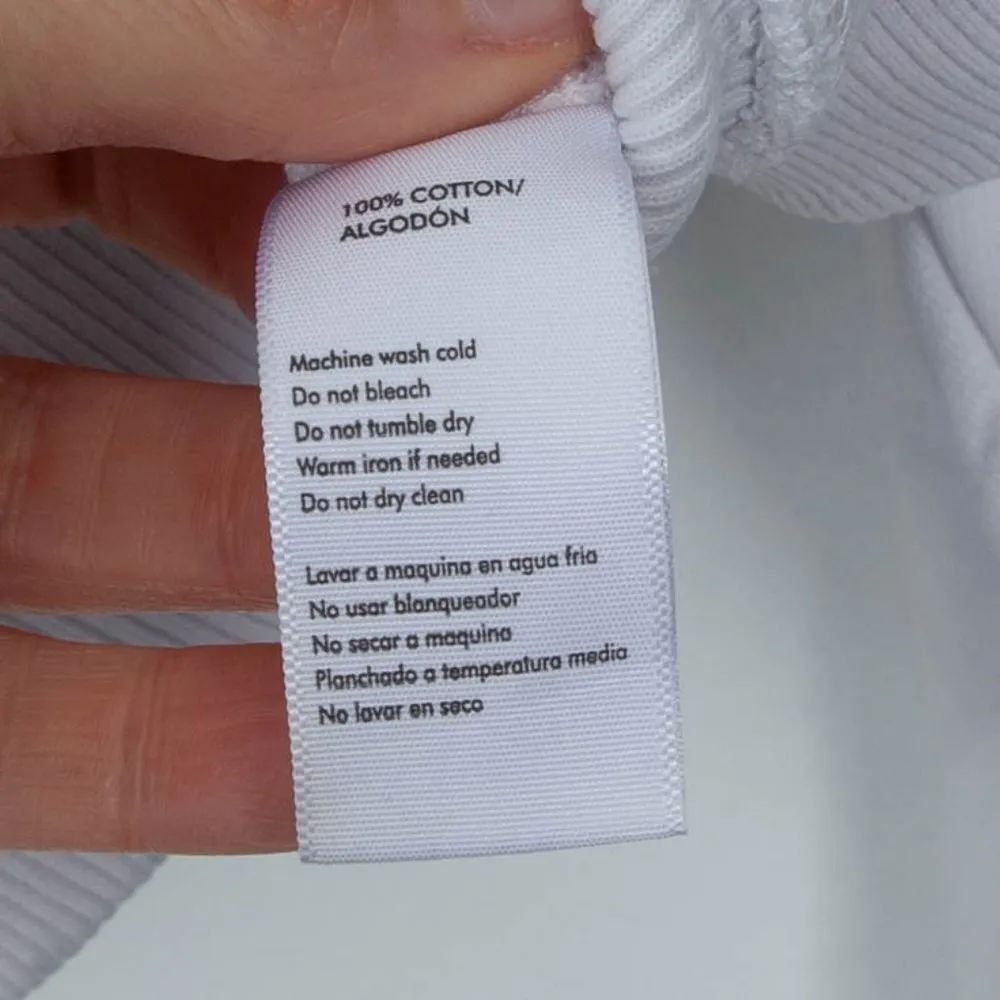 100% COTTON/
ALGODÓN
Machine wash cold
Do not bleach
Do not tumble dry
Warm iron if needed
Do not dry clean
Lavar a maquina en agua fria
No usar blanqueador
No secar a maquina
Planchado a temperatura media
No lavar en seco